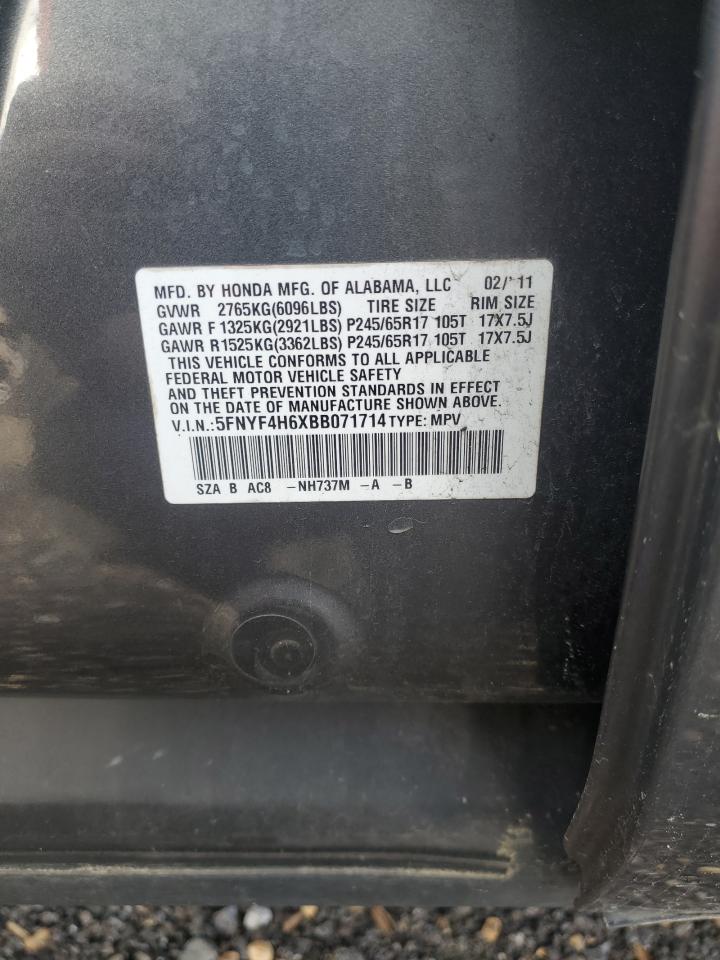 MFD. BY HONDA MFG. OF ALABAMA, LLC 02/'11
GVWR 2765KG(6096LBS) TIRE SIZE RIM SIZE
GAWR F 1325KG(2921LBS) P245/65R17 105T 17X7.5J
GAWR R1525KG(3362LBS) P245/65R17 105T 17X7.5J
THIS VEHICLE CONFORMS TO ALL APPLICABLE
FEDERAL MOTOR VEHICLE SAFETY
AND THEFT PREVENTION STANDARDS IN EFFECT
ON THE DATE OF MANUFACTURE SHOWN ABOVE.
V.I.N.:5FNYF4H6XBB071714 TYPE: MPV
SZA B AC8 -NH737M -A -B